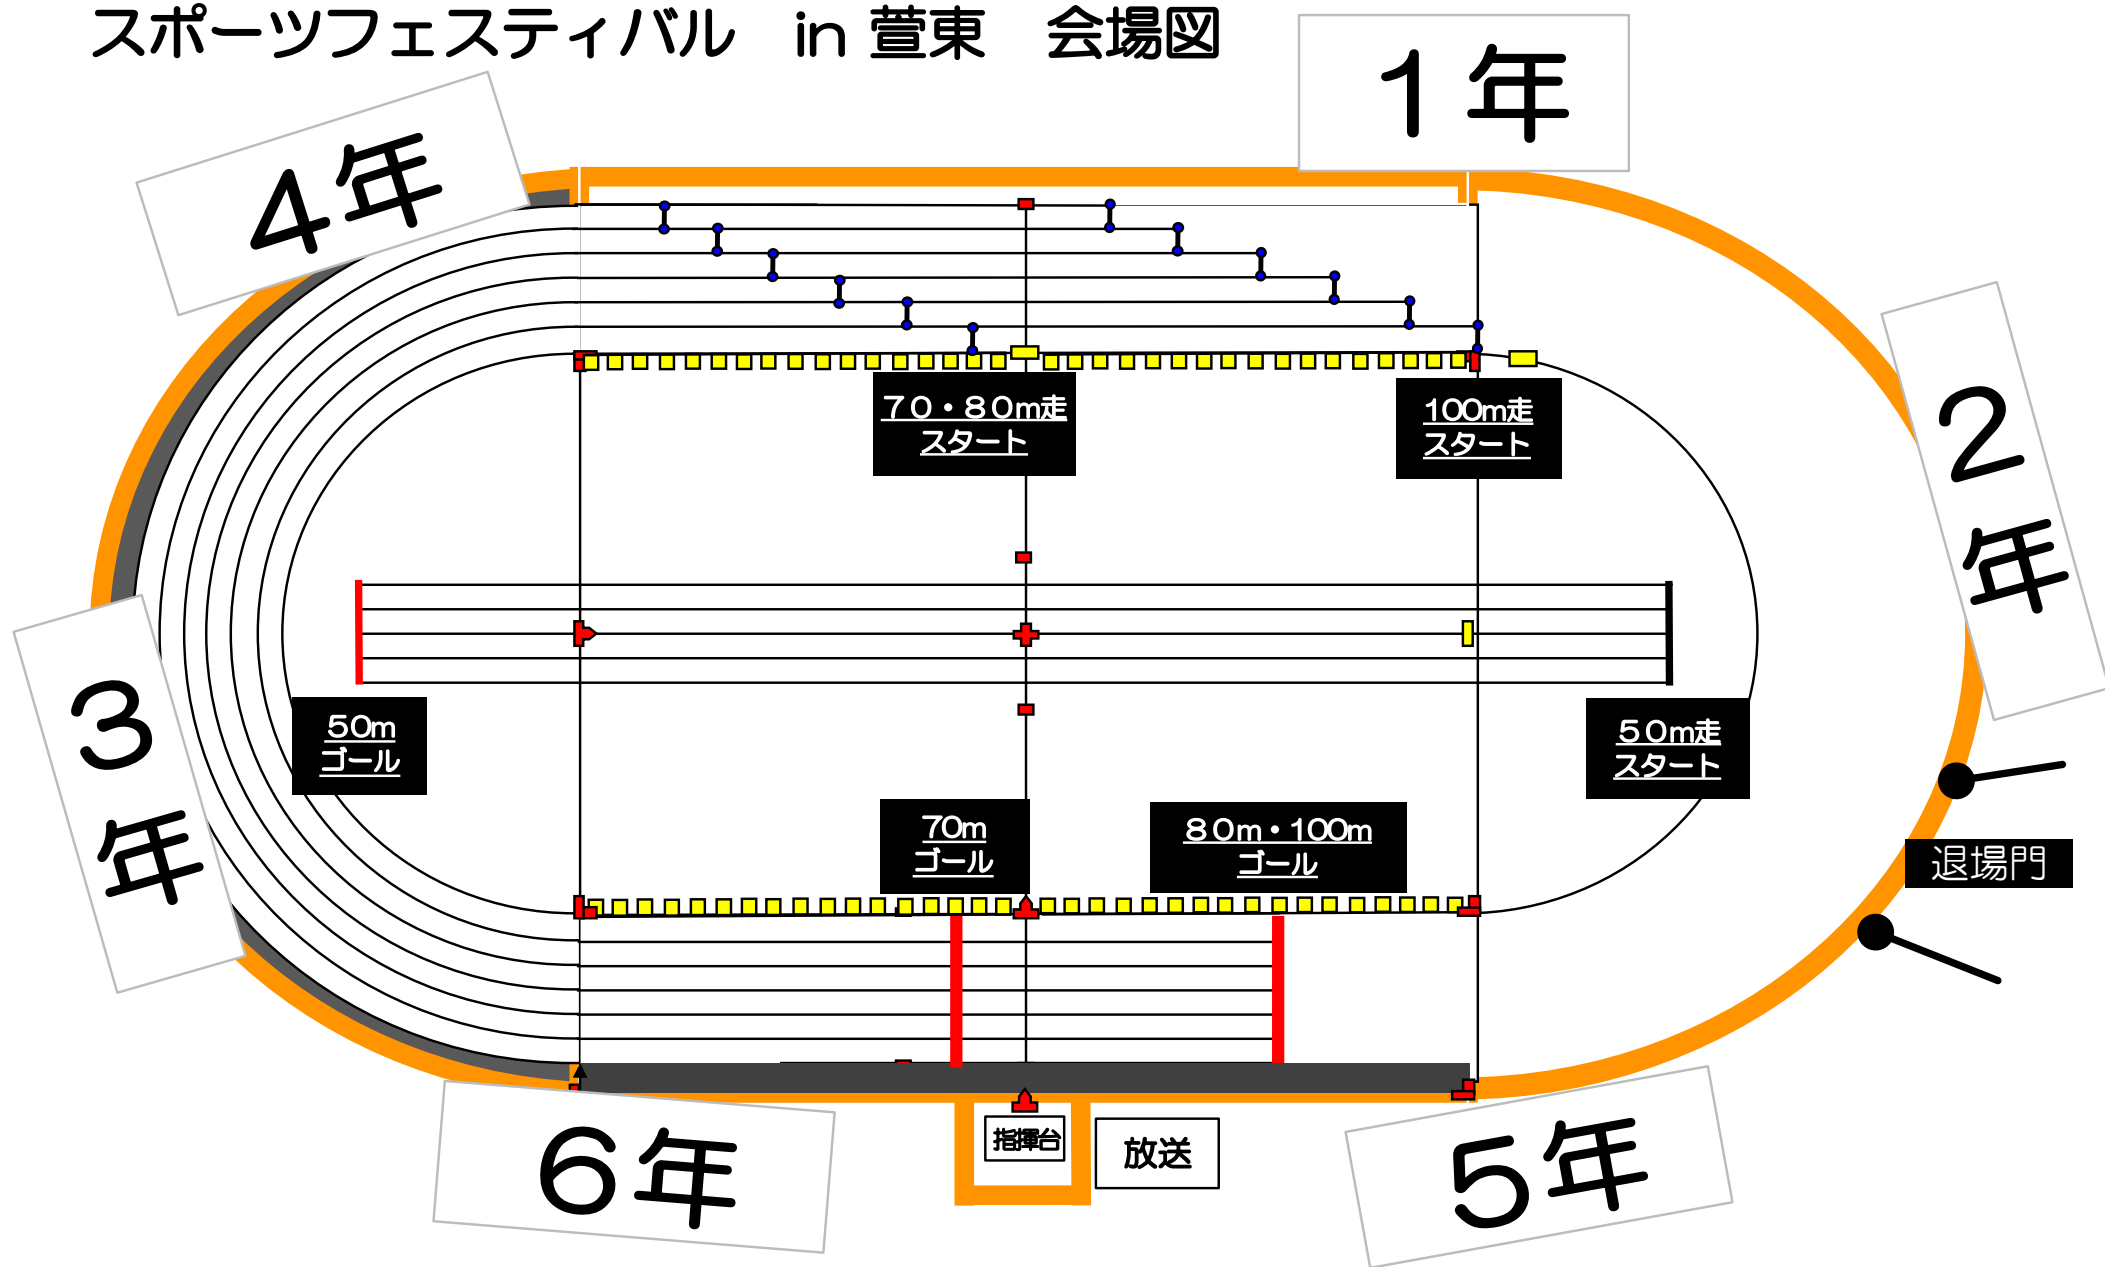 スポーツフェスティバル in 萱東 会場図
1年
4年
2年
70・80m走
スタート
100m走
スタート
3年
50m
ゴール
50m走
スタート
70m
ゴール
80m・100m
ゴール
退場門
指揮台
放送
6年
5年